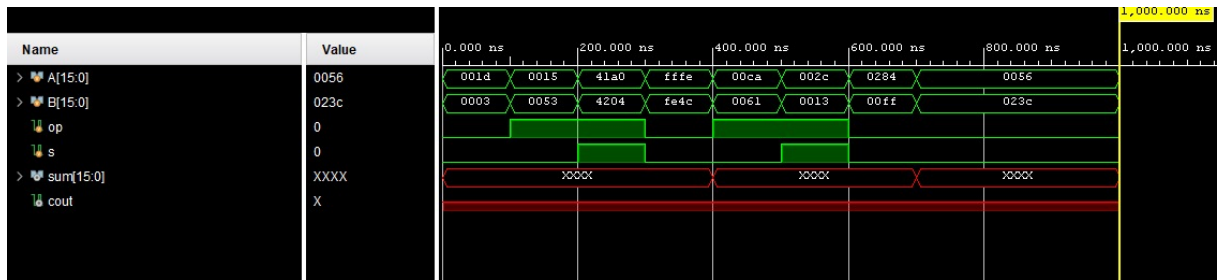 1,000.000 ns
Name Value 0.000 ns 200.000 ns 400.000 ns 600.000 ns 800.000 ns 1,000.000 ns
> A[15:0] 0056 001d 0015 41a0 fffe 00ca 002c 0284 0056
> B[15:0] 023c 0003 0053 4204 fe4c 0061 0013 00ff 023c
op 0
s 0
> sum[15:0] XXXX XXXX XXXX XXXX
cout X